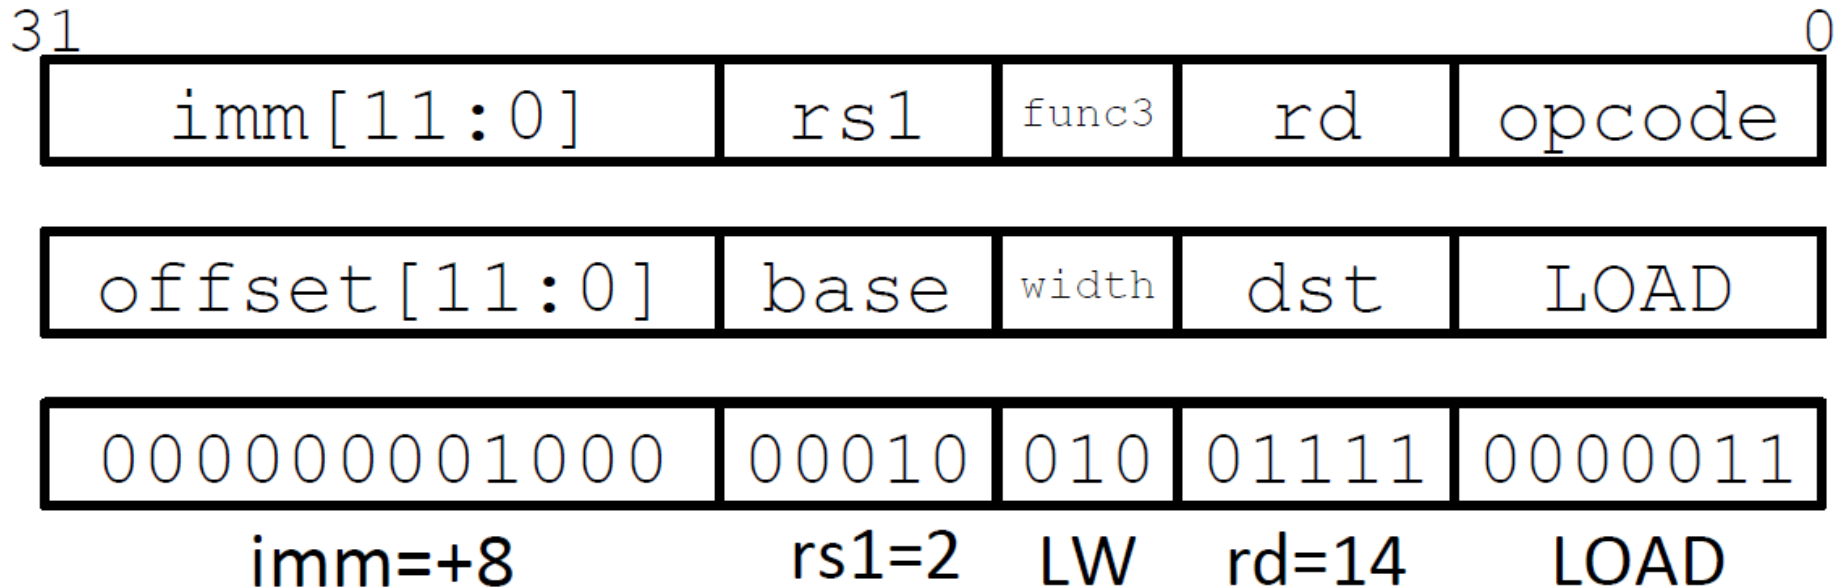 31 0
imm[11:0] rs1 func3 rd opcode
offset[11:0] base width dst LOAD
000000001000 00010 010 01111 0000011
imm=+8 rs1=2 LW rd=14 LOAD